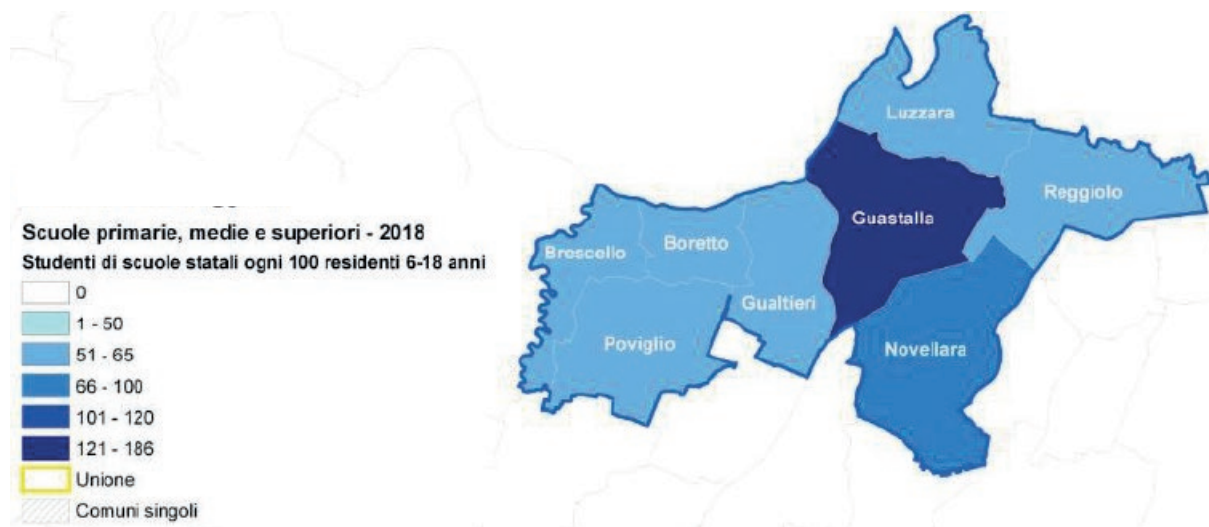 Luzzara
Reggiolo
Guastalla
Scuole primarie, medie e superiori - 2018
Studenti di scuole statali ogni 100 residenti 6-18 anni
Brescello
Boretto
Gualtieri
Poviglio
Novellara
0
1 - 50
51 - 65
66 - 100
101 - 120
121 - 186
Unione
Comuni singoli